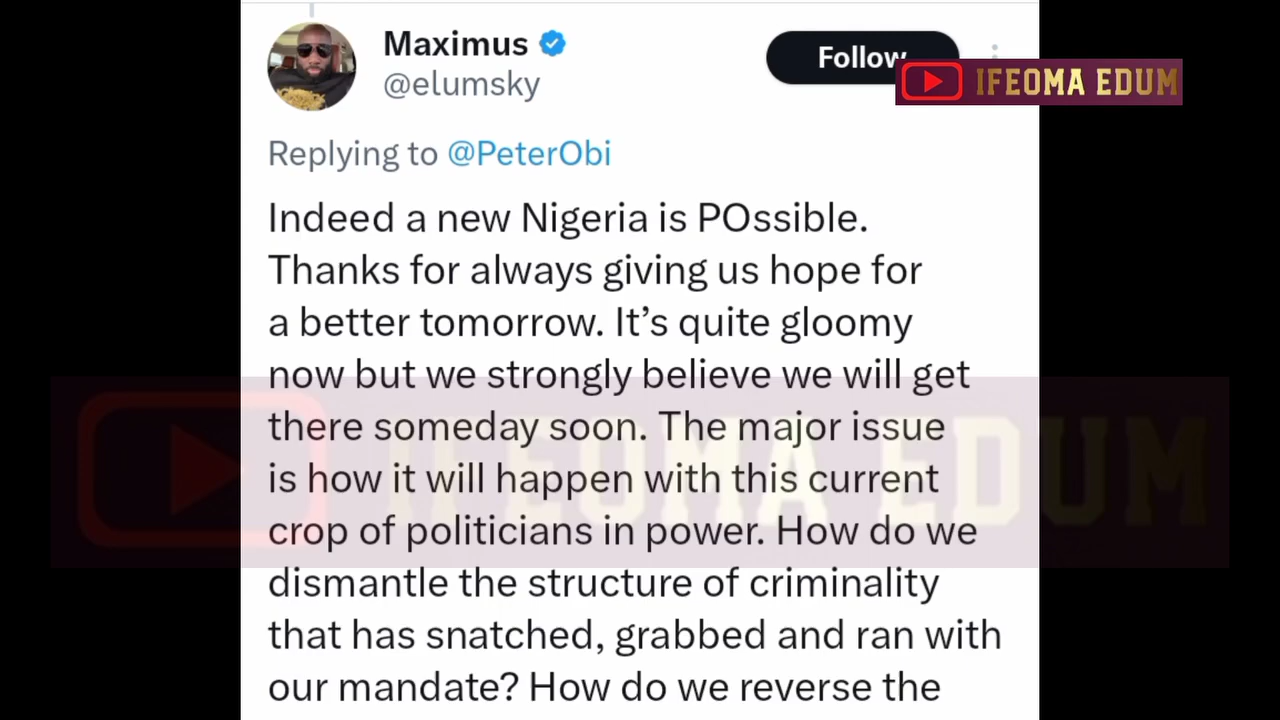 Maximus
@elumsky
Follow
IFEOMA EDUM
Replying to @PeterObi
Indeed a new Nigeria is POssible.
Thanks for always giving us hope for
a better tomorrow. It’s quite gloomy
now but we strongly believe we will get
there someday soon. The major issue
is how it will happen with this current
crop of politicians in power. How do we
dismantle the structure of criminality
that has snatched, grabbed and ran with
our mandate? How do we reverse the
IFEOMA EDUM